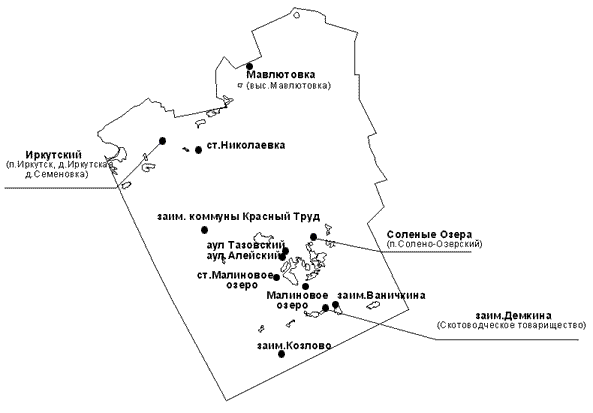 Мавлютовка
(выс.Мавлютовка)
ст.Николаевка
Иркутский
(п.Иркутск, д.Иркутская
д.Семеновка)
заим. коммуны Красный Труд
Соленые Озера
(п.Солено-Озерский)
аул Тазовский
аул.Алейский
ст.Малиновое
озеро
Малиновое
озеро
заим.Ваничкина
заим.Демкина
(Скотоводческое товарищество)
заим.Козлово